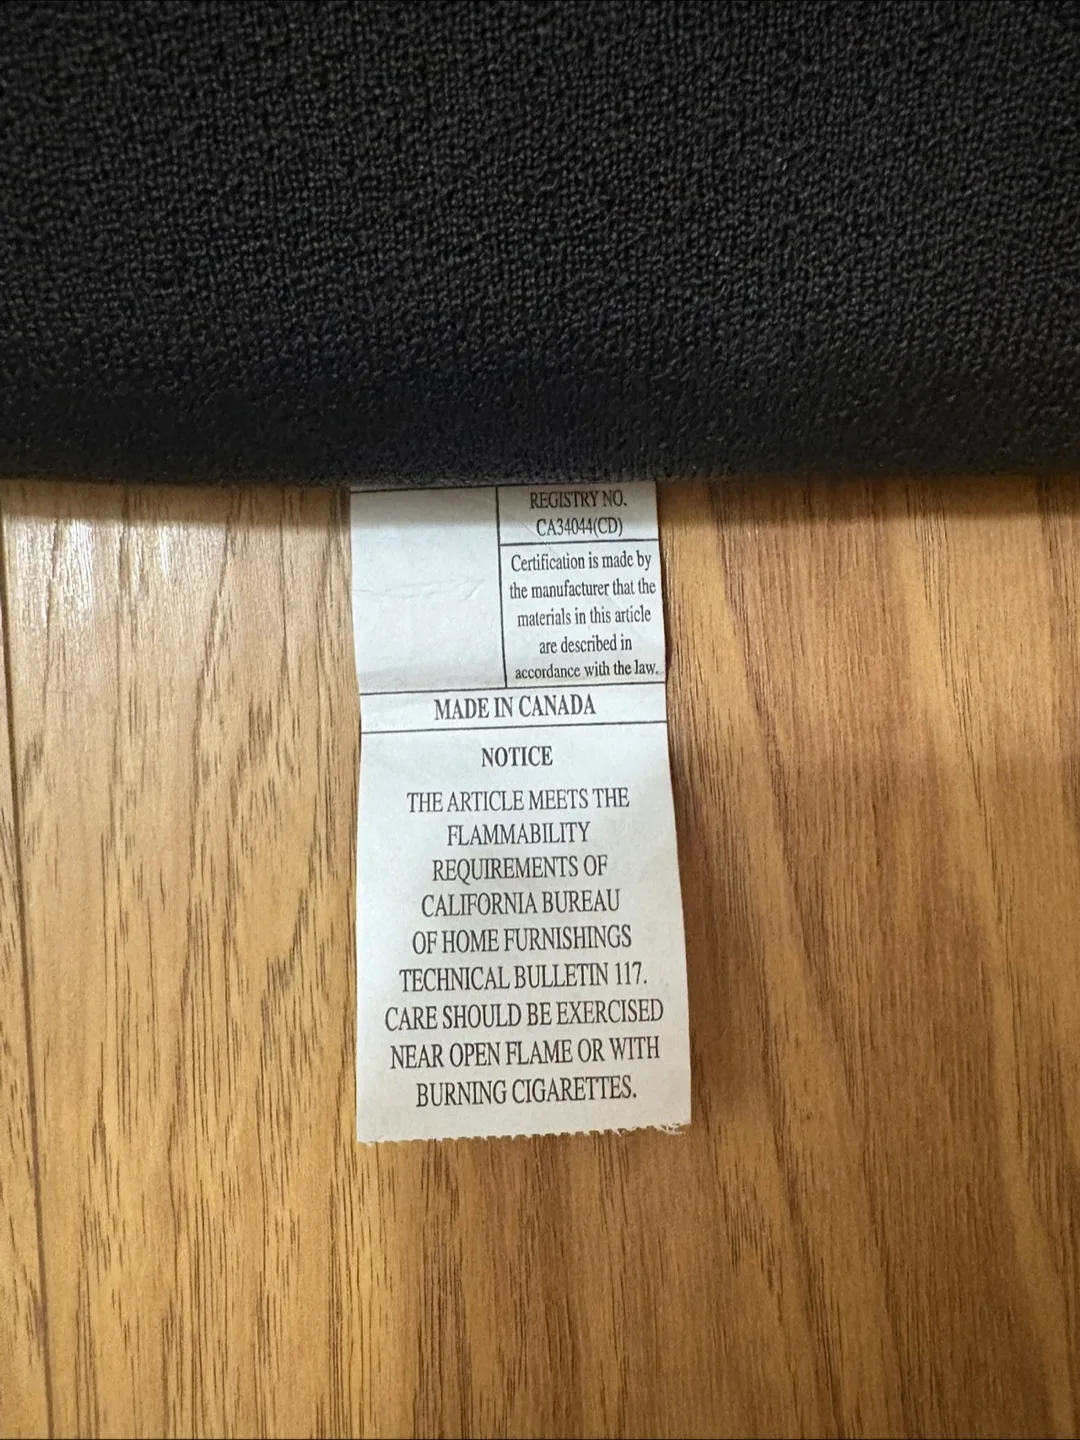 REGISTRY NO.
CA34044(CD)
Certification is made by
the manufacturer that the
materials in this article
are described in
accordance with the law.
MADE IN CANADA
NOTICE
THE ARTICLE MEETS THE
FLAMMABILITY
REQUIREMENTS OF
CALIFORNIA BUREAU
OF HOME FURNISHINGS
TECHNICAL BULLETIN 117.
CARE SHOULD BE EXERCISED
NEAR OPEN FLAME OR WITH
BURNING CIGARETTES.